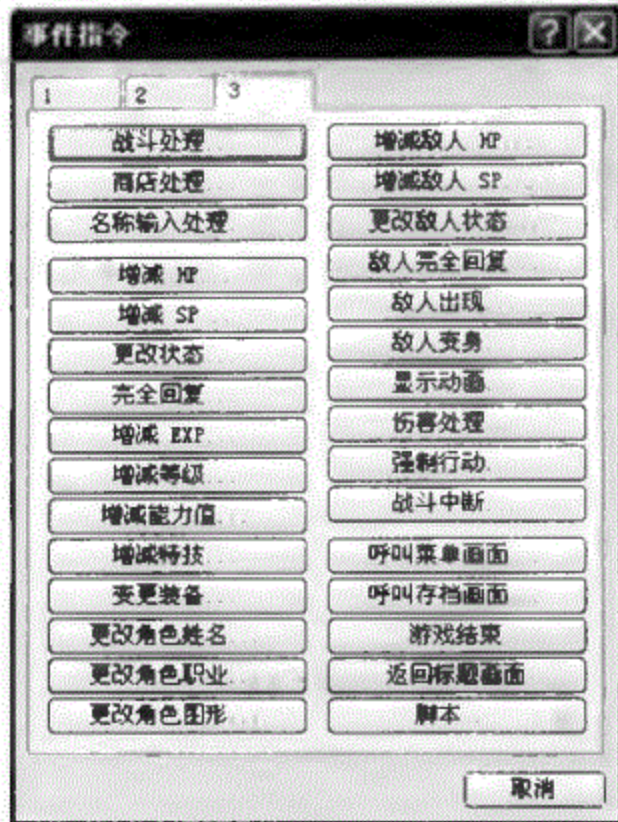 事件指令
1 2 3
战斗处理...
商店处理...
名称输入处理...
增减 HP...
增减 SP...
更改状态...
完全回复...
增减 EXP...
增减等级...
增减能力值...
增减特技...
变更装备...
更改角色姓名...
更改角色职业...
更改角色图形...
增减敌人 HP...
增减敌人 SP...
更改敌人状态...
敌人完全回复...
敌人出现...
敌人变身...
显示动画...
伤害处理...
强制行动...
战斗中断
呼叫菜单画面
呼叫存档画面
游戏结束
返回标题画面
脚本...
取消